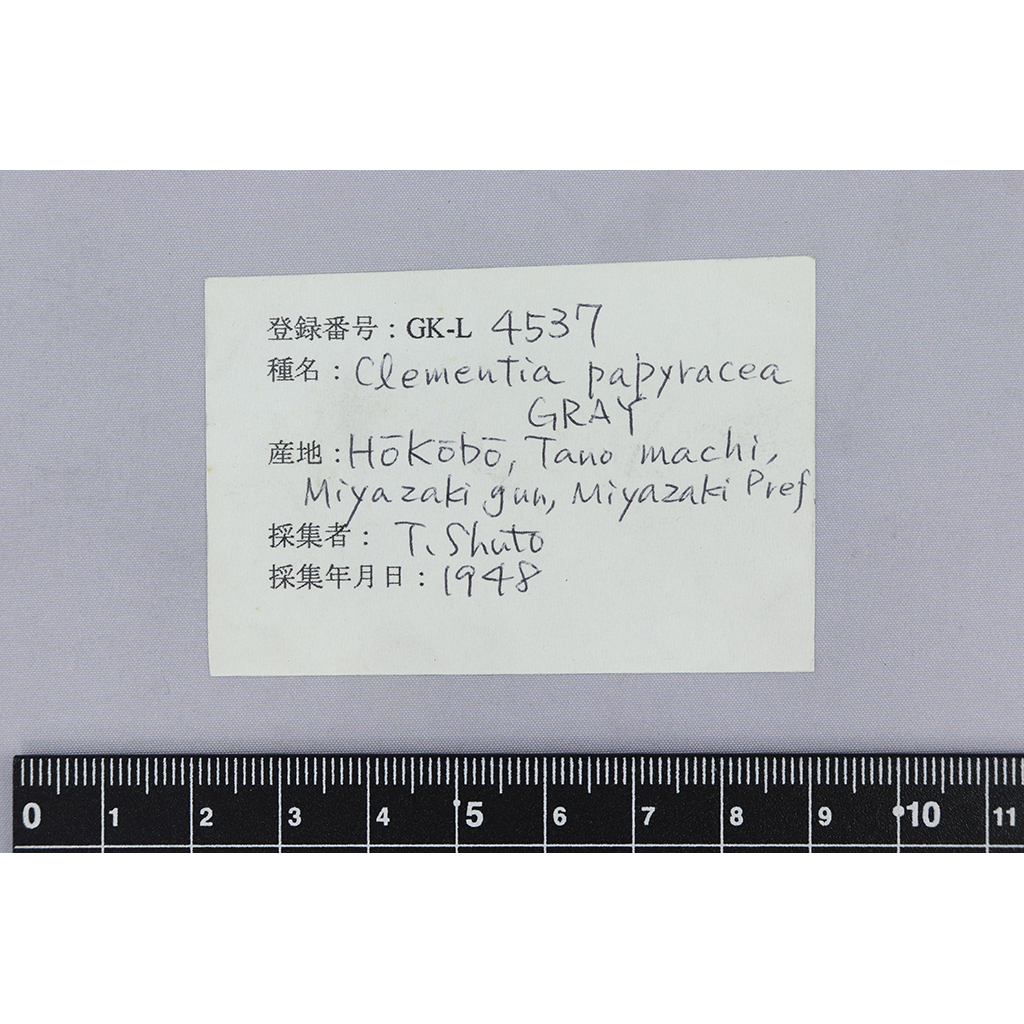 登録番号：GK-L 4537
種名：Clementia papyracea
GRAY
産地：Hōkōbō, Tano machi,
Miyazaki gun, Miyazaki Pref
採集者： T. Shuto
採集年月日：1948
0 1 2 3 4 5 6 7 8 9 10 11